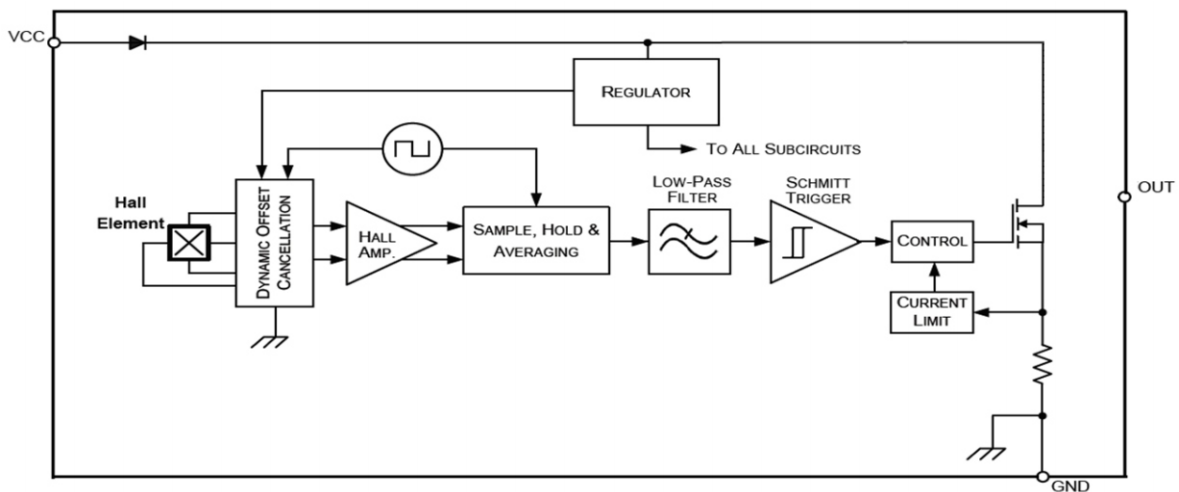 VCC
REGULATOR
TO ALL SUBCIRCUITS
OUT
Hall
Element
DYNAMIC OFFSET
CANCELLATION
HALL
AMP.
SAMPLE, HOLD &
AVERAGING
LOW-PASS
FILTER
SCHMITT
TRIGGER
CONTROL
CURRENT
LIMIT
GND